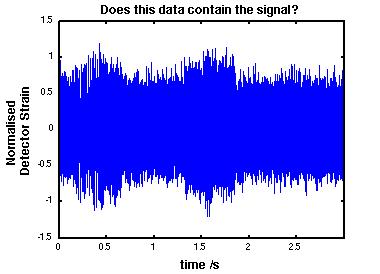 Does this data contain the signal?
1.5
1
0.5
0
-0.5
-1
-1.5
Normalised
Detector Strain
0 0.5 1 1.5 2 2.5
time /s